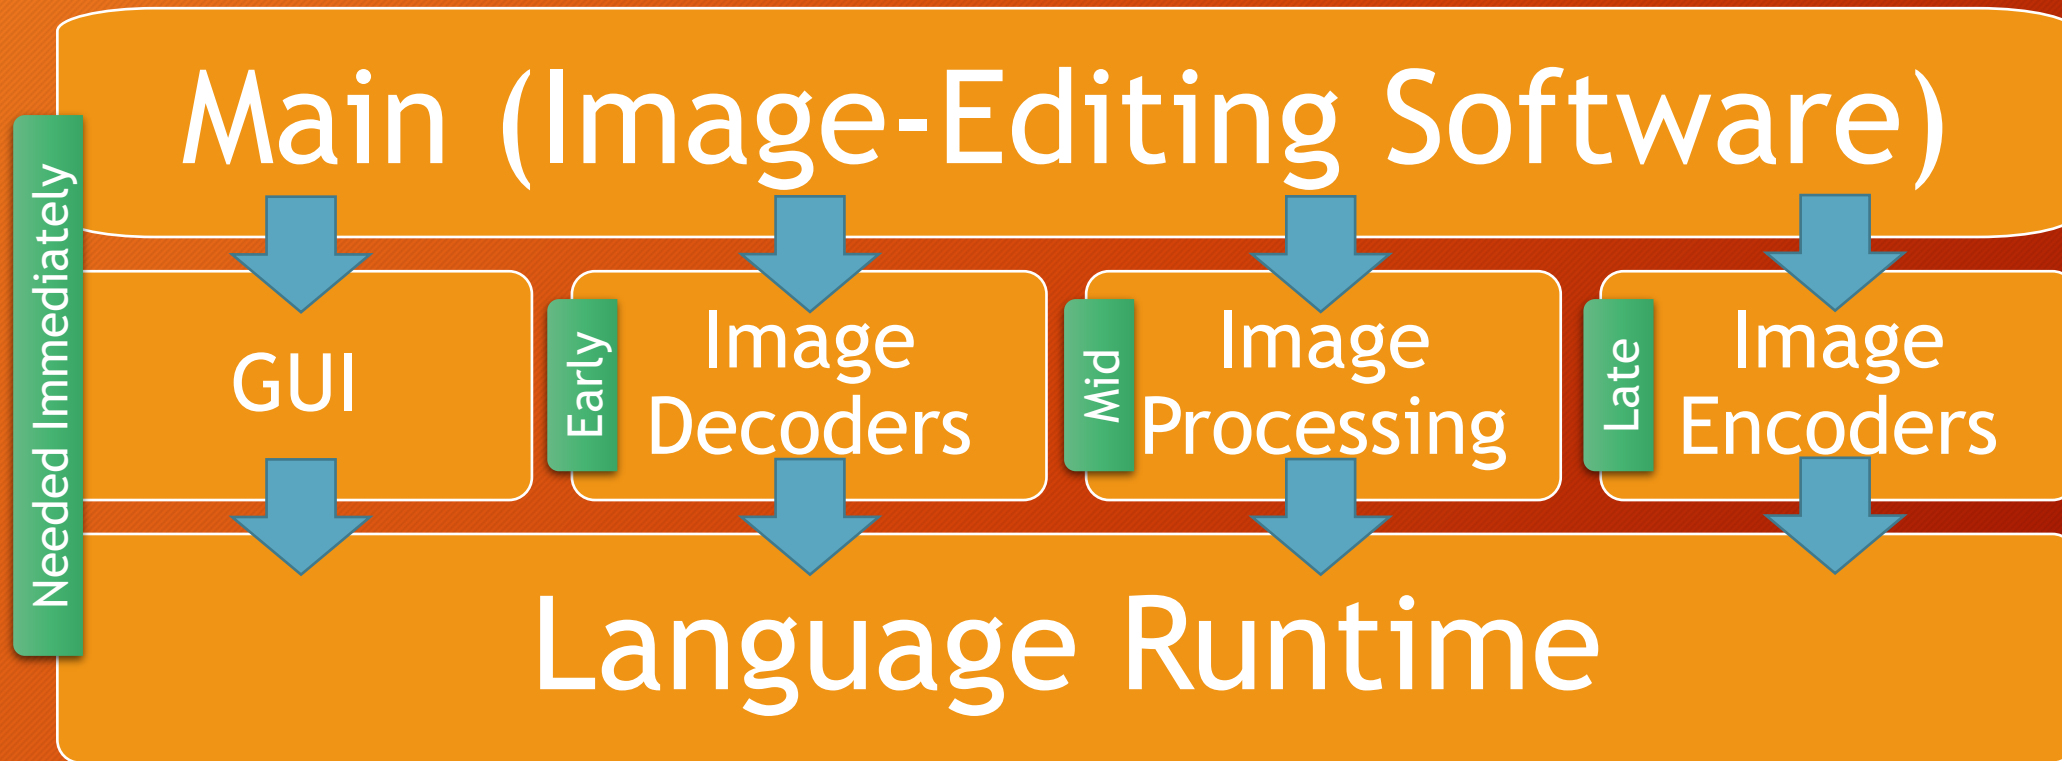 Main (Image-Editing Software)
Needed Immediately
GUI
Early
Image
Decoders
Mid
Image
Processing
Late
Image
Encoders
Language Runtime